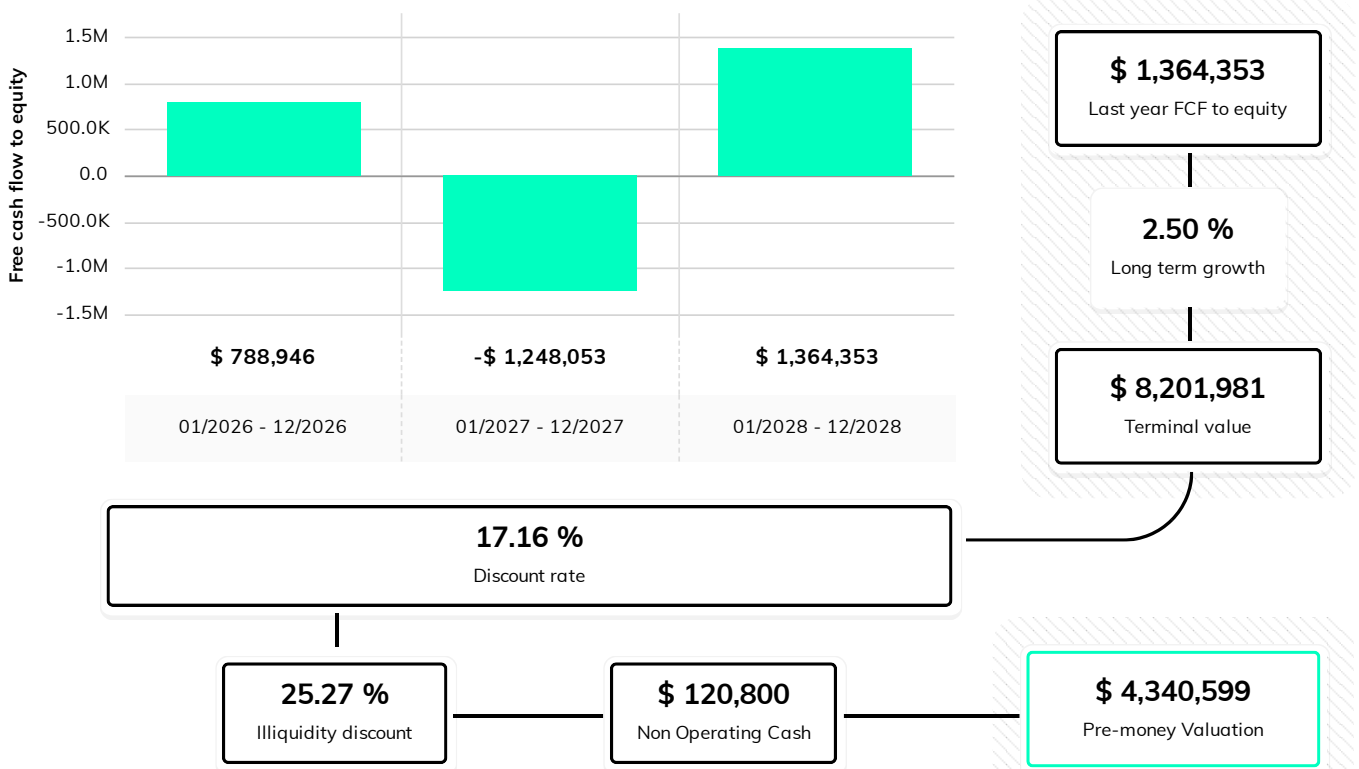 Free cash flow to equity
1.5M
1.0M
500.0K
0.0
-500.0K
-1.0M
-1.5M
$ 788,946
-$ 1,248,053
$ 1,364,353
01/2026 - 12/2026
01/2027 - 12/2027
01/2028 - 12/2028
$ 1,364,353
Last year FCF to equity
2.50 %
Long term growth
$ 8,201,981
Terminal value
17.16 %
Discount rate
25.27 %
Illiquidity discount
$ 120,800
Non Operating Cash
$ 4,340,599
Pre-money Valuation